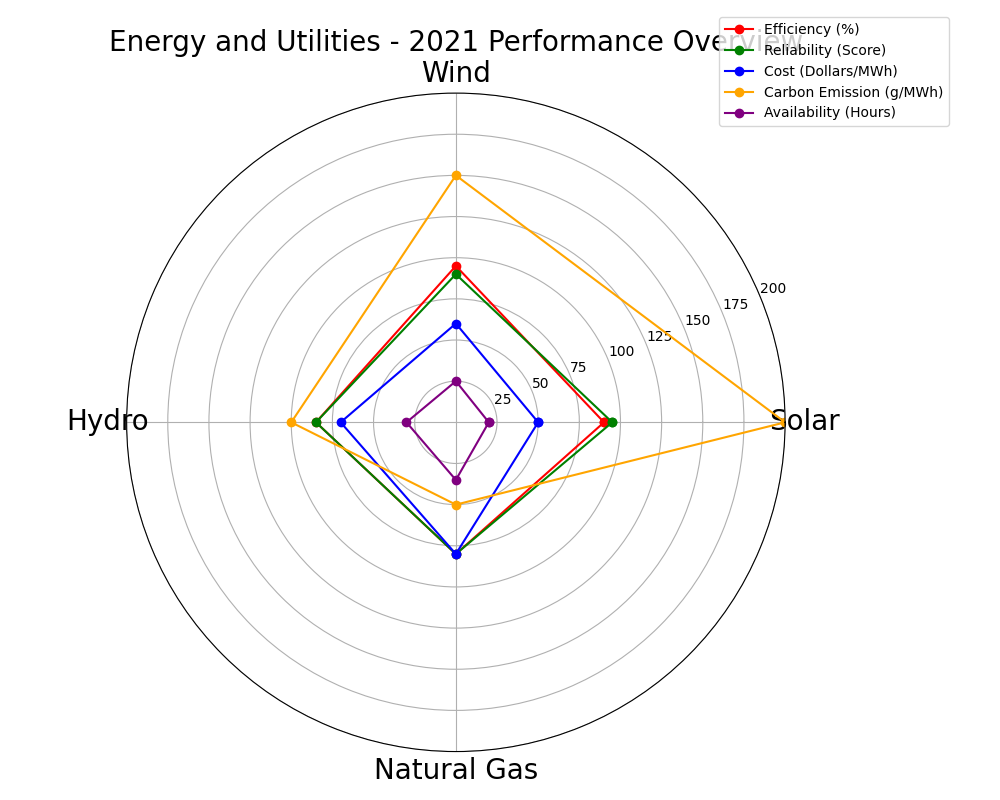 Energy and Utilities - 2021 Performance Overview
Efficiency (%)
Reliability (Score)
Cost (Dollars/MWh)
Carbon Emission (g/MWh)
Availability (Hours)
Wind
200
175
150
125
100
75
50
25
Hydro
Solar
Natural Gas